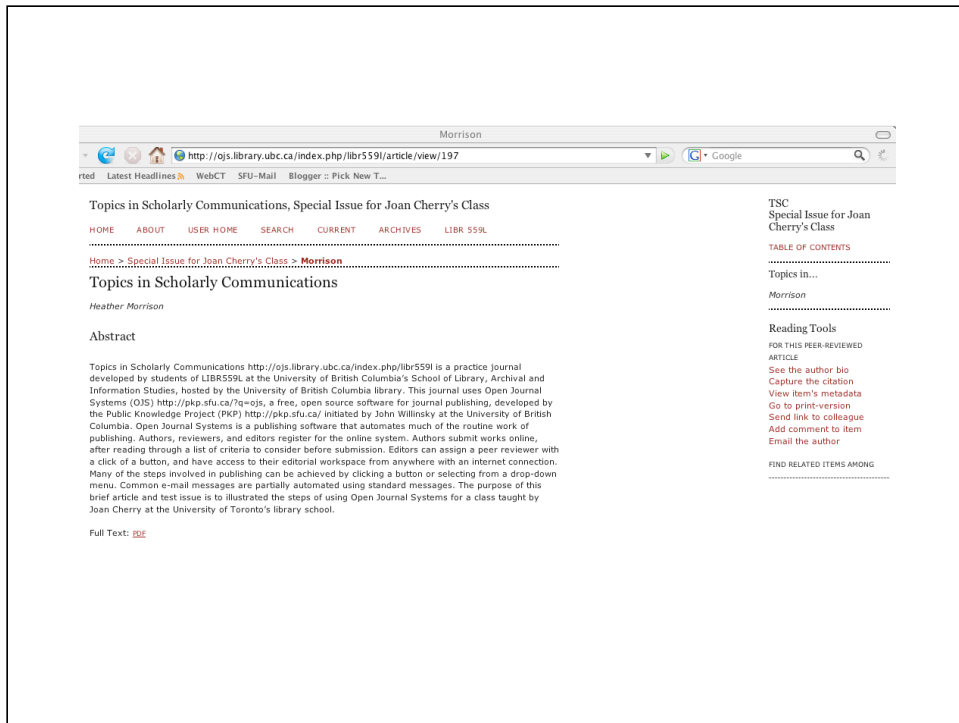 Morrison
http://ojs.library.ubc.ca/index.php/libr559l/article/view/197
Google
rted Latest Headlines WebCT SFU-Mail Blogger :: Pick New T...
Topics in Scholarly Communications, Special Issue for Joan Cherry's Class
HOME ABOUT USER HOME SEARCH CURRENT ARCHIVES LIBR 559L
Home > Special Issue for Joan Cherry's Class > Morrison
Topics in Scholarly Communications
Heather Morrison
Abstract
Topics in Scholarly Communications http://ojs.library.ubc.ca/index.php/libr559l is a practice journal
developed by students of LIBR559L at the University of British Columbia's School of Library, Archival and
Information Studies, hosted by the University of British Columbia library. This journal uses Open Journal
Systems (OJS) http://pkp.sfu.ca/?q=ojs, a free, open source software for journal publishing, developed by
the Public Knowledge Project (PKP) http://pkp.sfu.ca/ initiated by John Willinsky at the University of British
Columbia. Open Journal Systems is a publishing software that automates much of the routine work of
publishing. Authors, reviewers, and editors register for the online system. Authors submit works online,
after reading through a list of criteria to consider before submission. Editors can assign a peer reviewer with
a click of a button, and have access to their editorial workspace from anywhere with an internet connection.
Many of the steps involved in publishing can be achieved by clicking a button or selecting from a drop-down
menu. Common e-mail messages are partially automated using standard messages. The purpose of this
brief article and test issue is to illustrated the steps of using Open Journal Systems for a class taught by
Joan Cherry at the University of Toronto's library school.
Full Text: PDF
TSC
Special Issue for Joan
Cherry's Class
TABLE OF CONTENTS
Topics in...
Morrison
Reading Tools
FOR THIS PEER-REVIEWED
ARTICLE
See the author bio
Capture the citation
View item's metadata
Go to print-version
Send link to colleague
Add comment to item
Email the author
FIND RELATED ITEMS AMONG